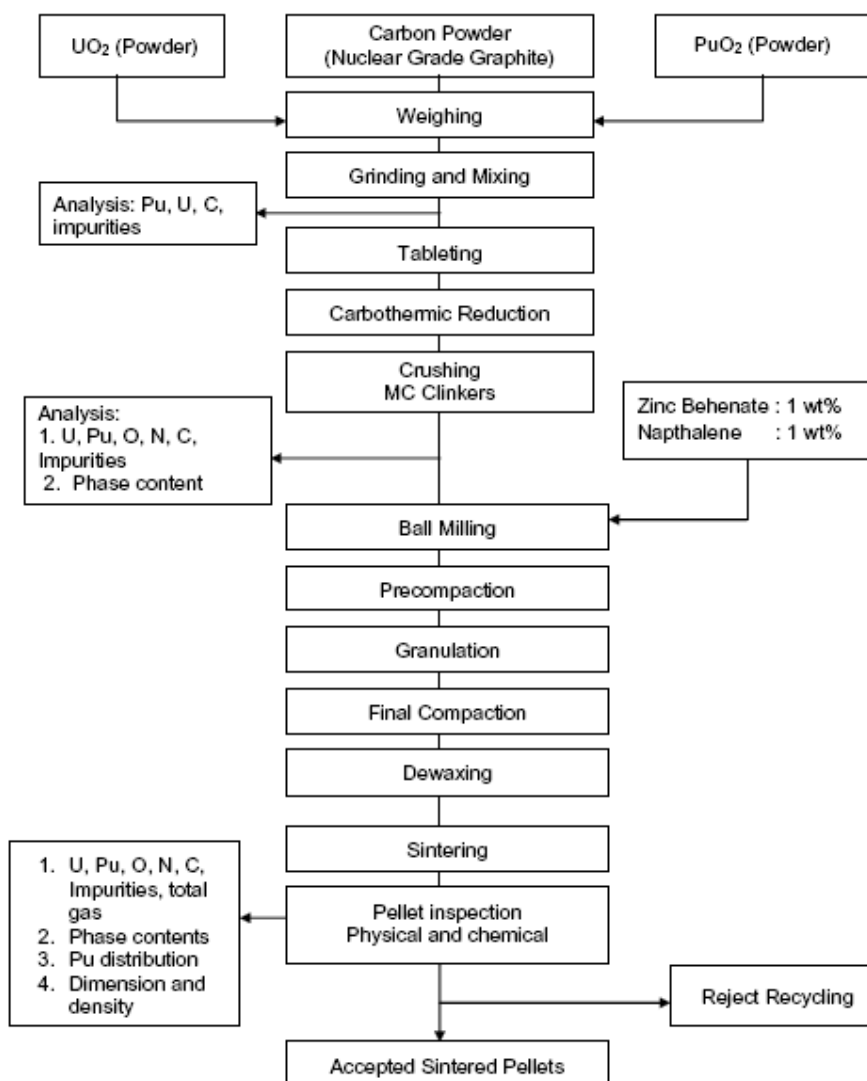 UO₂ (Powder)
Carbon Powder
(Nuclear Grade Graphite)
PuO₂ (Powder)
Weighing
Grinding and Mixing
Analysis: Pu, U, C,
impurities
Tableting
Carbothermic Reduction
Crushing
MC Clinkers
Analysis:
1. U, Pu, O, N, C,
Impurities
2. Phase content
Zinc Behenate : 1 wt%
Napthalene : 1 wt%
Ball Milling
Precompaction
Granulation
Final Compaction
Dewaxing
Sintering
1. U, Pu, O, N, C,
Impurities, total
gas
2. Phase contents
3. Pu distribution
4. Dimension and
density
Pellet inspection
Physical and chemical
Reject Recycling
Accepted Sintered Pellets